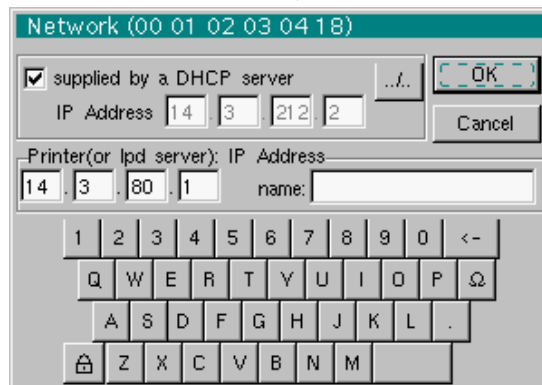 Network (00 01 02 03 04 18)
supplied by a DHCP server
../..
OK
IP Address 14 . 3 . 212 . 2
Cancel
Printer(or lpd server): IP Address
14 . 3 . 80 . 1 name:
1 2 3 4 5 6 7 8 9 0 <-
Q W E R T Y U I O P Ω
A S D F G H J K L .
Z X C V B N M